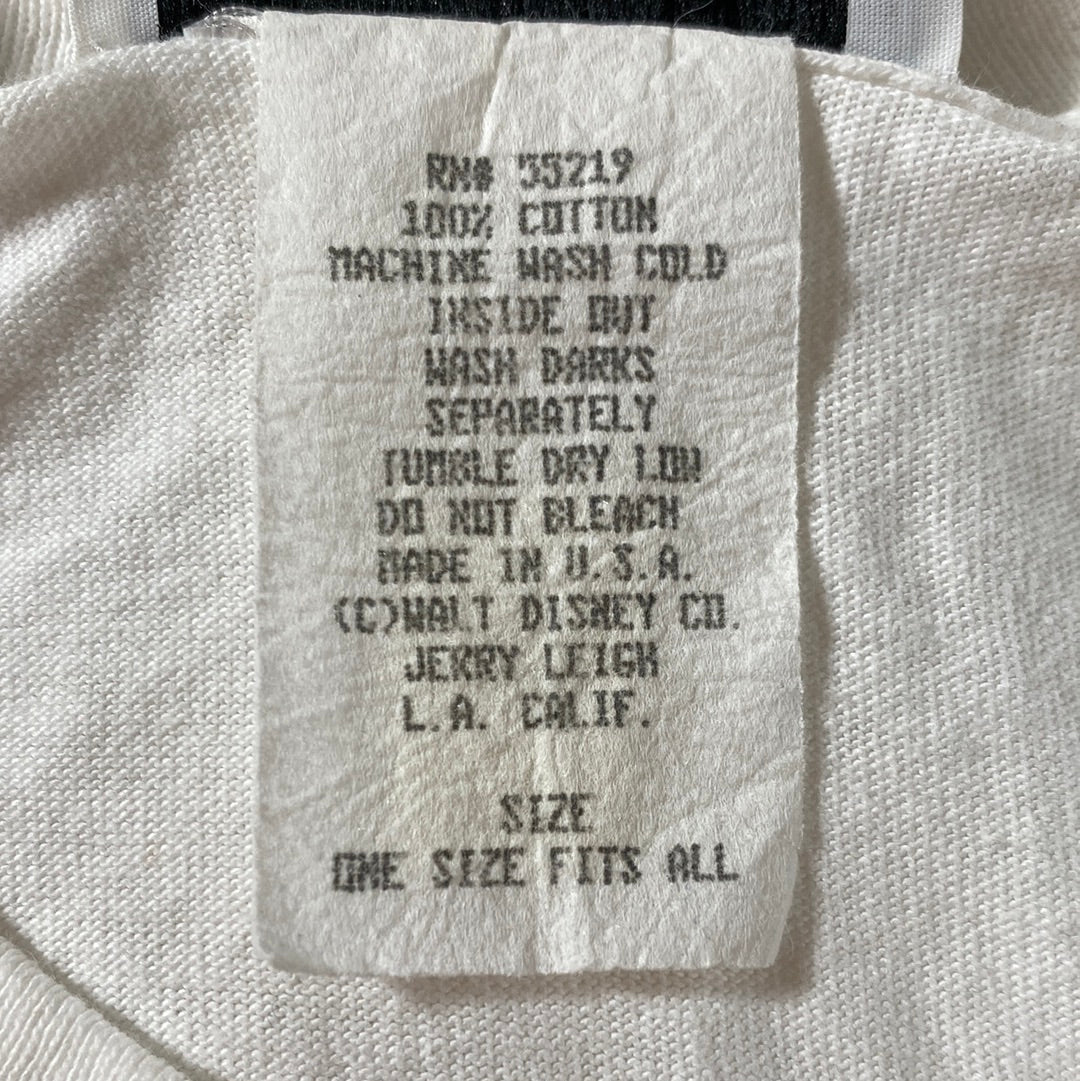 RN# 55219
100% COTTON
MACHINE WASH COLD
INSIDE OUT
WASH DARKS
SEPARATELY
TUMBLE DRY LOW
DO NOT BLEACH
MADE IN U.S.A.
(C)WALT DISNEY CO.
JERRY LEIGH
L.A. CALIF.
SIZE
ONE SIZE FITS ALL